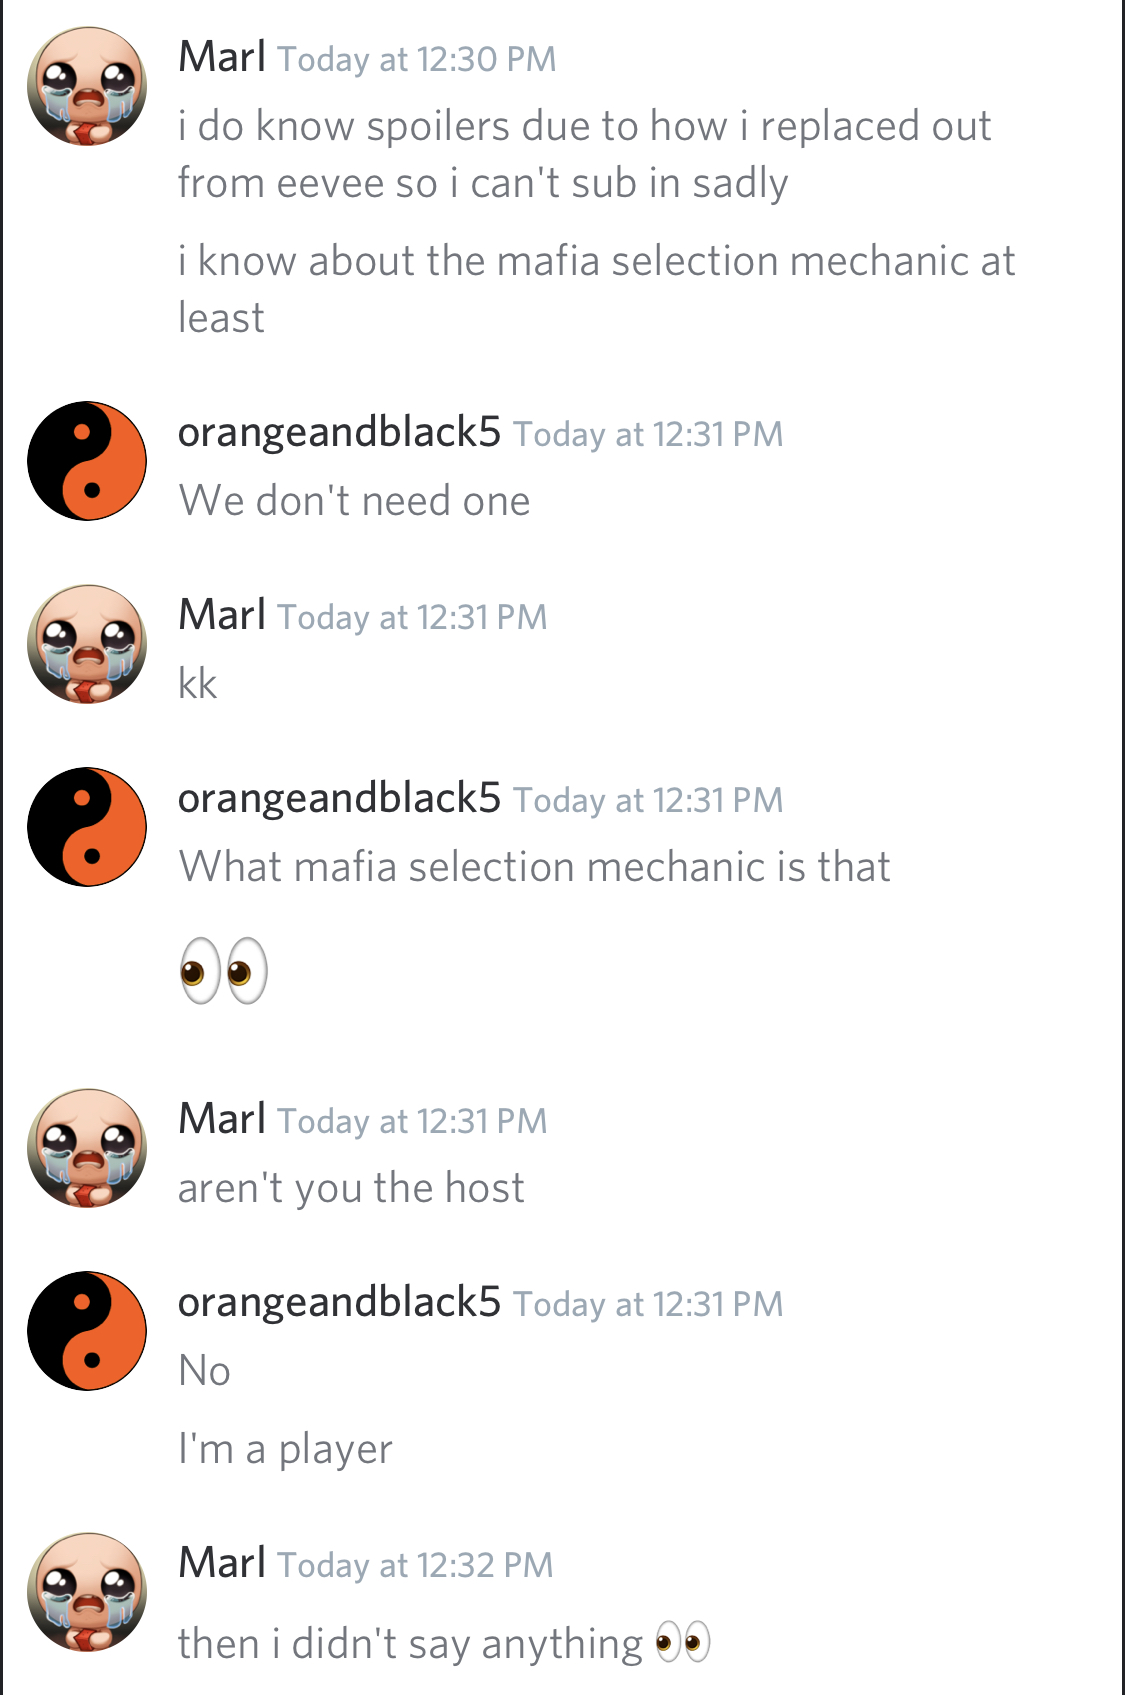 Marl Today at 12:30 PM
i do know spoilers due to how i replaced out
from eevee so i can't sub in sadly
i know about the mafia selection mechanic at
least
orangeandblack5 Today at 12:31 PM
We don't need one
Marl Today at 12:31 PM
kk
orangeandblack5 Today at 12:31 PM
What mafia selection mechanic is that
👀
Marl Today at 12:31 PM
aren't you the host
orangeandblack5 Today at 12:31 PM
No
I'm a player
Marl Today at 12:32 PM
then i didn't say anything 👀